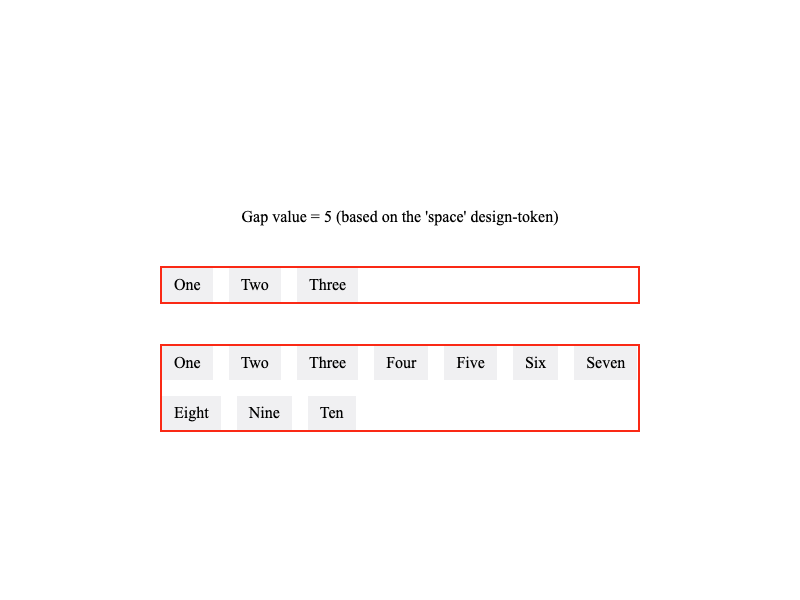 Gap value = 5 (based on the 'space' design-token)
One Two Three
One Two Three Four Five Six Seven
Eight Nine Ten